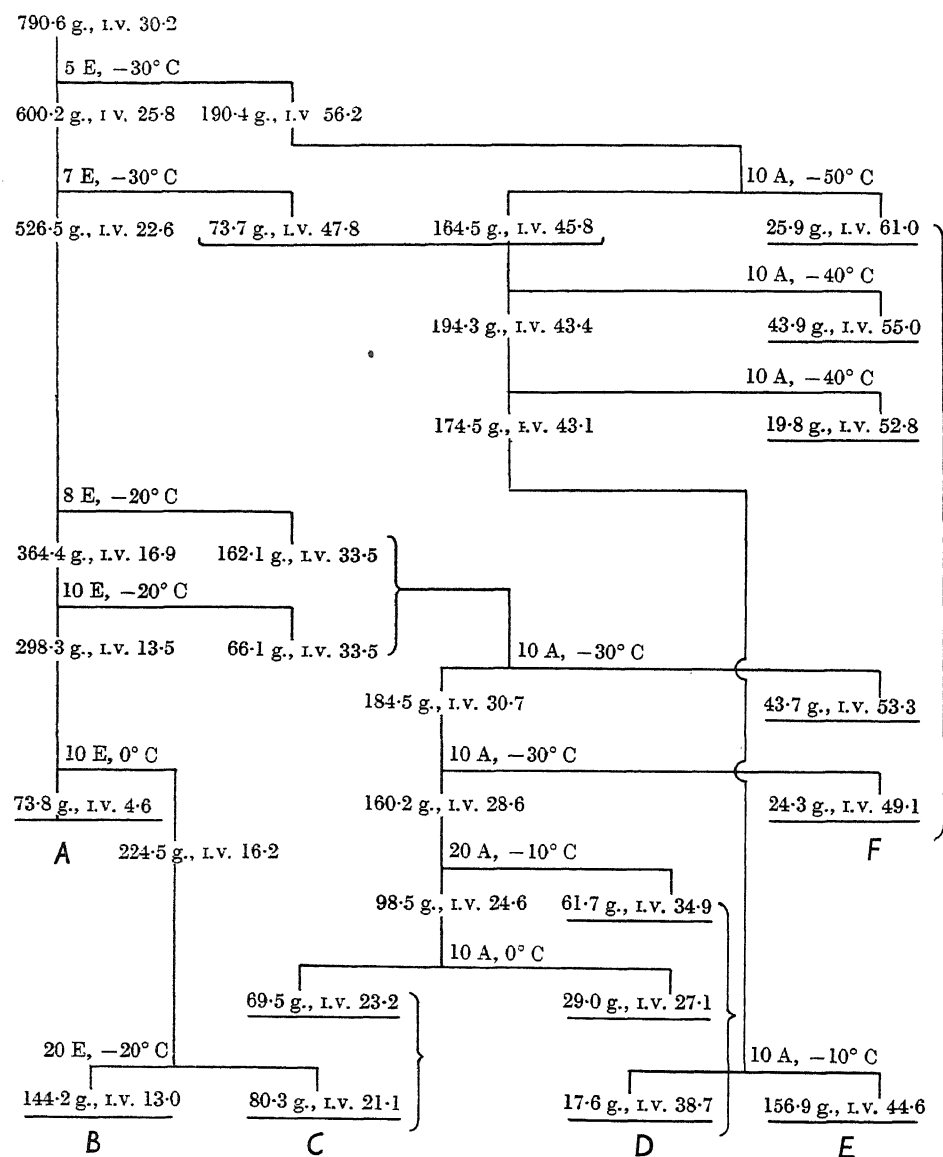 790·6 g., I.V. 30·2
5 E, −30° C
600·2 g., I V. 25·8 190·4 g., I.V 56·2
7 E, −30° C 10 A, −50° C
526·5 g., I.V. 22·6 73·7 g., I.V. 47·8 164·5 g., I.V. 45·8 25·9 g., I.V. 61·0
10 A, −40° C
194·3 g., I.V. 43·4 43·9 g., I.V. 55·0
10 A, −40° C
174·5 g., I.V. 43·1 19·8 g., I.V. 52·8
8 E, −20° C
364·4 g., I.V. 16·9 162·1 g., I.V. 33·5
10 E, −20° C
298·3 g., I.V. 13·5 66·1 g., I.V. 33·5 10 A, −30° C
184·5 g., I.V. 30·7 43·7 g., I.V. 53·3
10 E, 0° C 10 A, −30° C
73·8 g., I.V. 4·6 160·2 g., I.V. 28·6 24·3 g., I.V. 49·1
A 224·5 g., I.V. 16·2 20 A, −10° C F
98·5 g., I.V. 24·6 61·7 g., I.V. 34·9
10 A, 0° C
69·5 g., I.V. 23·2 29·0 g., I.V. 27·1
20 E, −20° C 10 A, −10° C
144·2 g., I.V. 13·0 80·3 g., I.V. 21·1 17·6 g., I.V. 38·7 156·9 g., I.V. 44·6
B C D E